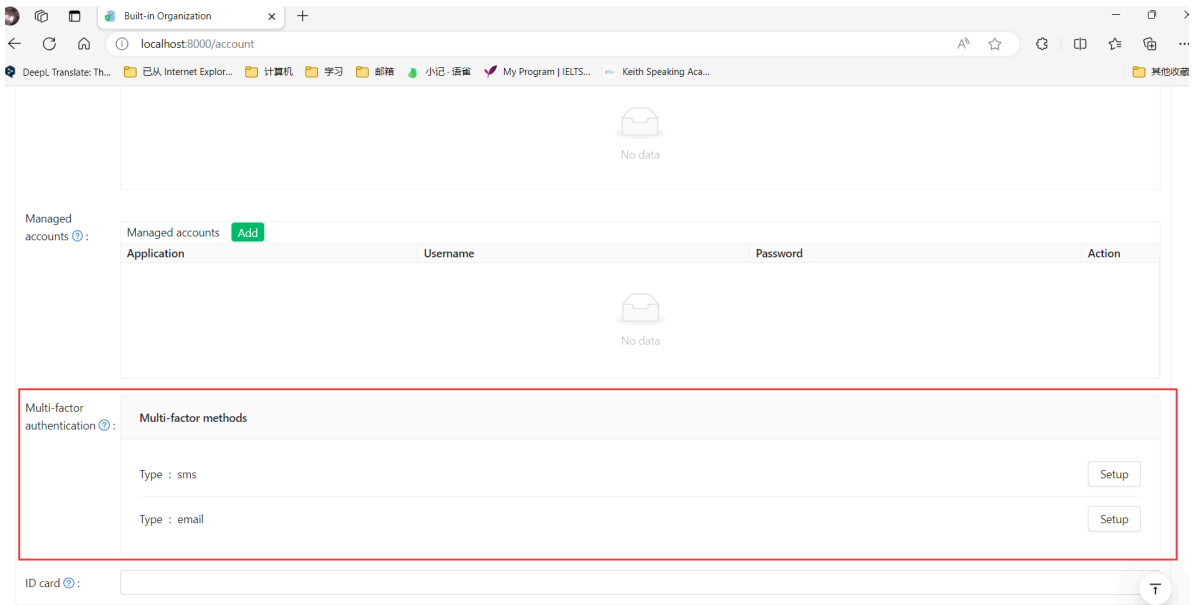 Built-in Organization
localhost:8000/account
DeepL Translate: Th... 已从 Internet Explor... 计算机 学习 邮箱 小记 · 语雀 My Program | IELTS... Keith Speaking Aca... 其他收藏
No data
Managed accounts :
Managed accounts Add
Application Username Password Action
No data
Multi-factor authentication :
Multi-factor methods
Type : sms Setup
Type : email Setup
ID card :